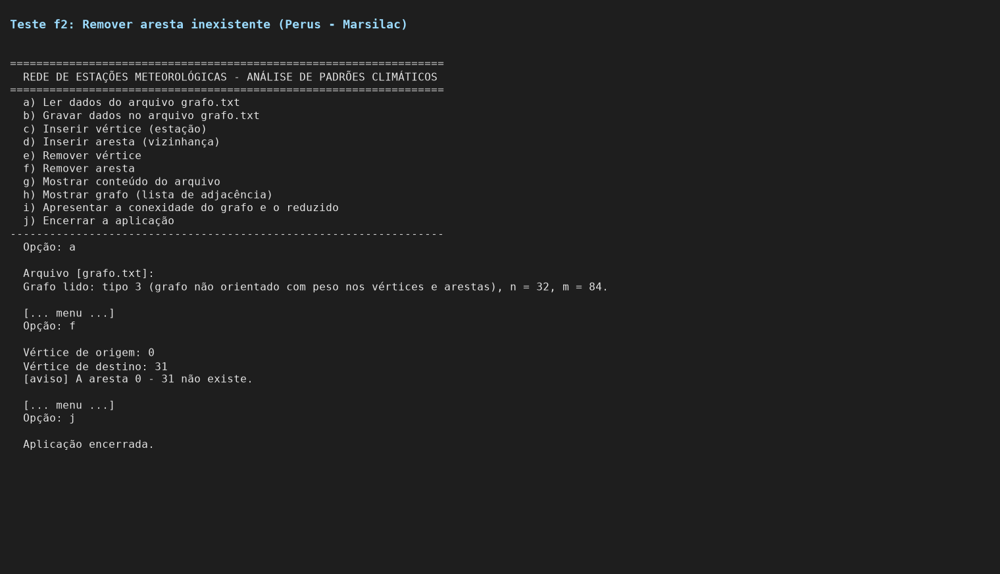 Teste f2: Remover aresta inexistente (Perus - Marsilac)
==================================================================
REDE DE ESTAÇÕES METEOROLÓGICAS - ANÁLISE DE PADRÕES CLIMÁTICOS
==================================================================
a) Ler dados do arquivo grafo.txt
b) Gravar dados no arquivo grafo.txt
c) Inserir vértice (estação)
d) Inserir aresta (vizinhança)
e) Remover vértice
f) Remover aresta
g) Mostrar conteúdo do arquivo
h) Mostrar grafo (lista de adjacência)
i) Apresentar a conexidade do grafo e o reduzido
j) Encerrar a aplicação
------------------------------------------------------------------
Opção: a
Arquivo [grafo.txt]:
Grafo lido: tipo 3 (grafo não orientado com peso nos vértices e arestas), n = 32, m = 84.
[... menu ...]
Opção: f
Vértice de origem: 0
Vértice de destino: 31
[aviso] A aresta 0 - 31 não existe.
[... menu ...]
Opção: j
Aplicação encerrada.